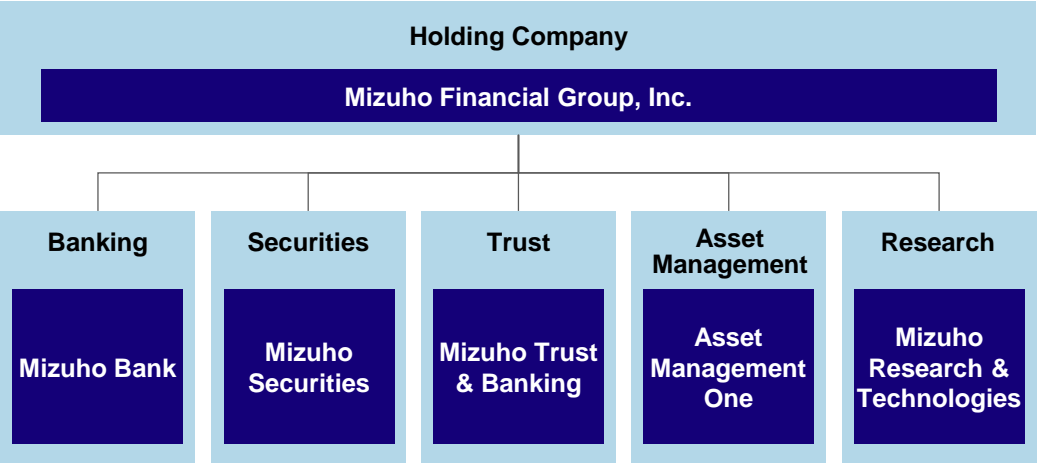 Holding Company
Mizuho Financial Group, Inc.
Banking
Mizuho Bank
Securities
Mizuho
Securities
Trust
Mizuho Trust
& Banking
Asset
Management
Asset
Management
One
Research
Mizuho
Research &
Technologies